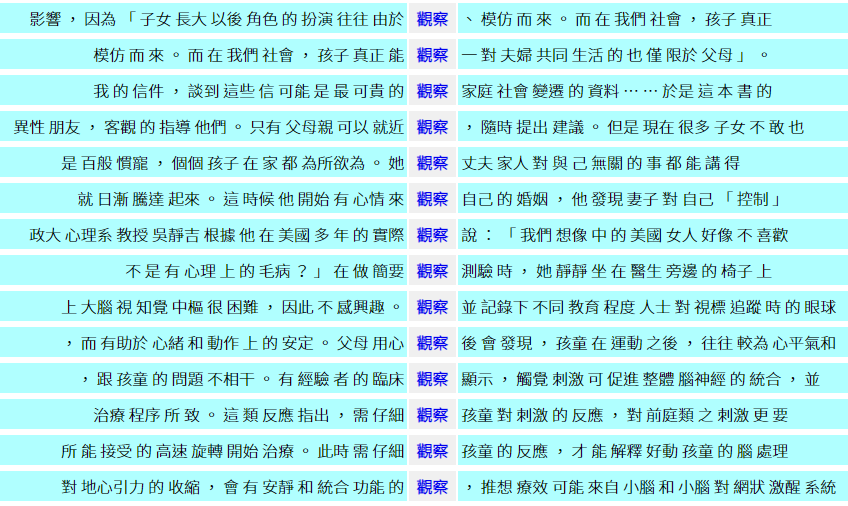 影響，因為「子女長大以後角色的扮演往往由於 觀察 、模仿而來。而在我們社會，孩子真正
模仿而來。而在我們社會，孩子真正能 觀察 一對夫婦共同生活的也僅限於父母」。
我的信件，談到這些信可能是最可貴的 觀察 家庭社會變遷的資料……於是這本書的
異性朋友，客觀的指導他們。只有父母親可以就近 觀察 ，隨時提出建議。但是現在很多子女不敢也
是百般慣寵，個個孩子在家都為所欲為。她 觀察 丈夫家人對與己無關的事都能講得
就日漸騰達起來。這時候他開始有心情來 觀察 自己的婚姻，他發現妻子對自己「控制」
政大心理系教授吳靜吉根據他在美國多年的實際 觀察 說：「我們想像中的美國女人好像不喜歡
不是有心理上的毛病？」在做簡要 觀察 測驗時，她靜靜坐在醫生旁邊的椅子上
上大腦視知覺中樞很困難，因此不感興趣。 觀察 並記錄下不同教育程度人士對視標追蹤時的眼球
，而有助於心緒和動作上的安定。父母用心 觀察 後會發現，孩童在運動之後，往往較為心平氣和
，跟孩童的問題不相干。有經驗者的臨床 觀察 顯示，觸覺刺激可促進整體腦神經的統合，並
治療程序所致。這類反應指出，需仔細 觀察 孩童對刺激的反應，對前庭類之刺激更要
所能接受的高速旋轉開始治療。此時需仔細 觀察 孩童的反應，才能解釋好動孩童的腦處理
對地心引力的收縮，會有安靜和統合功能的 觀察 ，推想療效可能來自小腦和小腦對網狀激醒系統